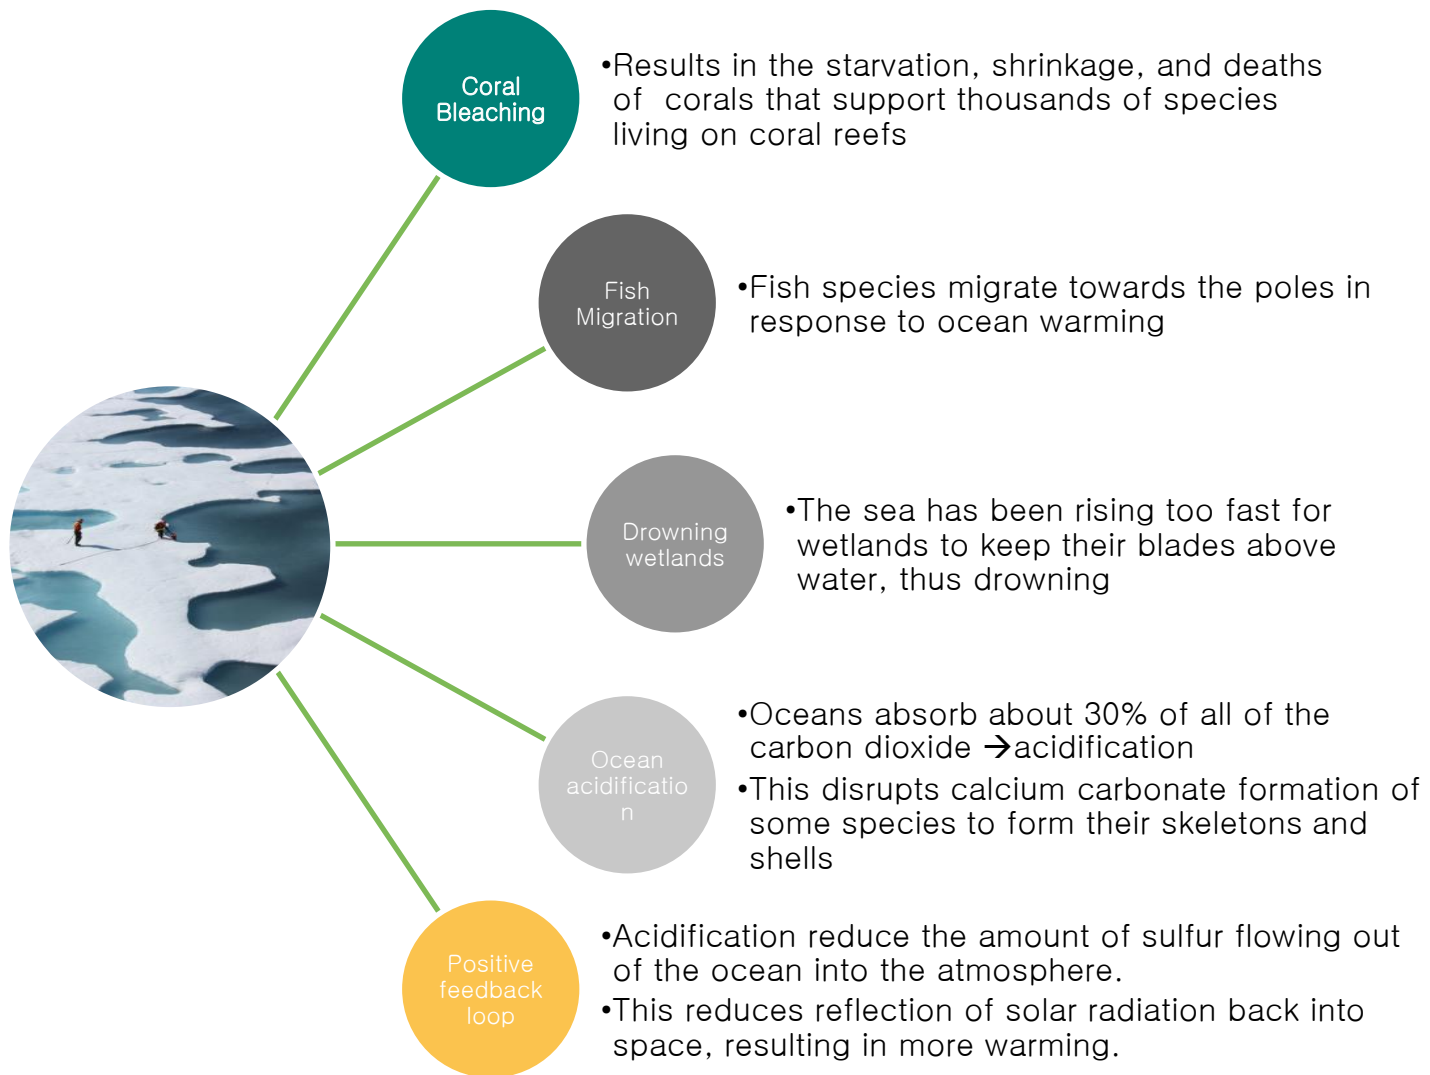 Coral
Bleaching
•Results in the starvation, shrinkage, and deaths
of  corals that support thousands of species
living on coral reefs
Fish
Migration
•Fish species migrate towards the poles in
response to ocean warming
Drowning
wetlands
•The sea has been rising too fast for
wetlands to keep their blades above
water, thus drowning
Ocean
acidificatio
n
•Oceans absorb about 30% of all of the
carbon dioxide →acidification
•This disrupts calcium carbonate formation of
some species to form their skeletons and
shells
Positive
feedback
loop
•Acidification reduce the amount of sulfur flowing out
of the ocean into the atmosphere.
•This reduces reflection of solar radiation back into
space, resulting in more warming.